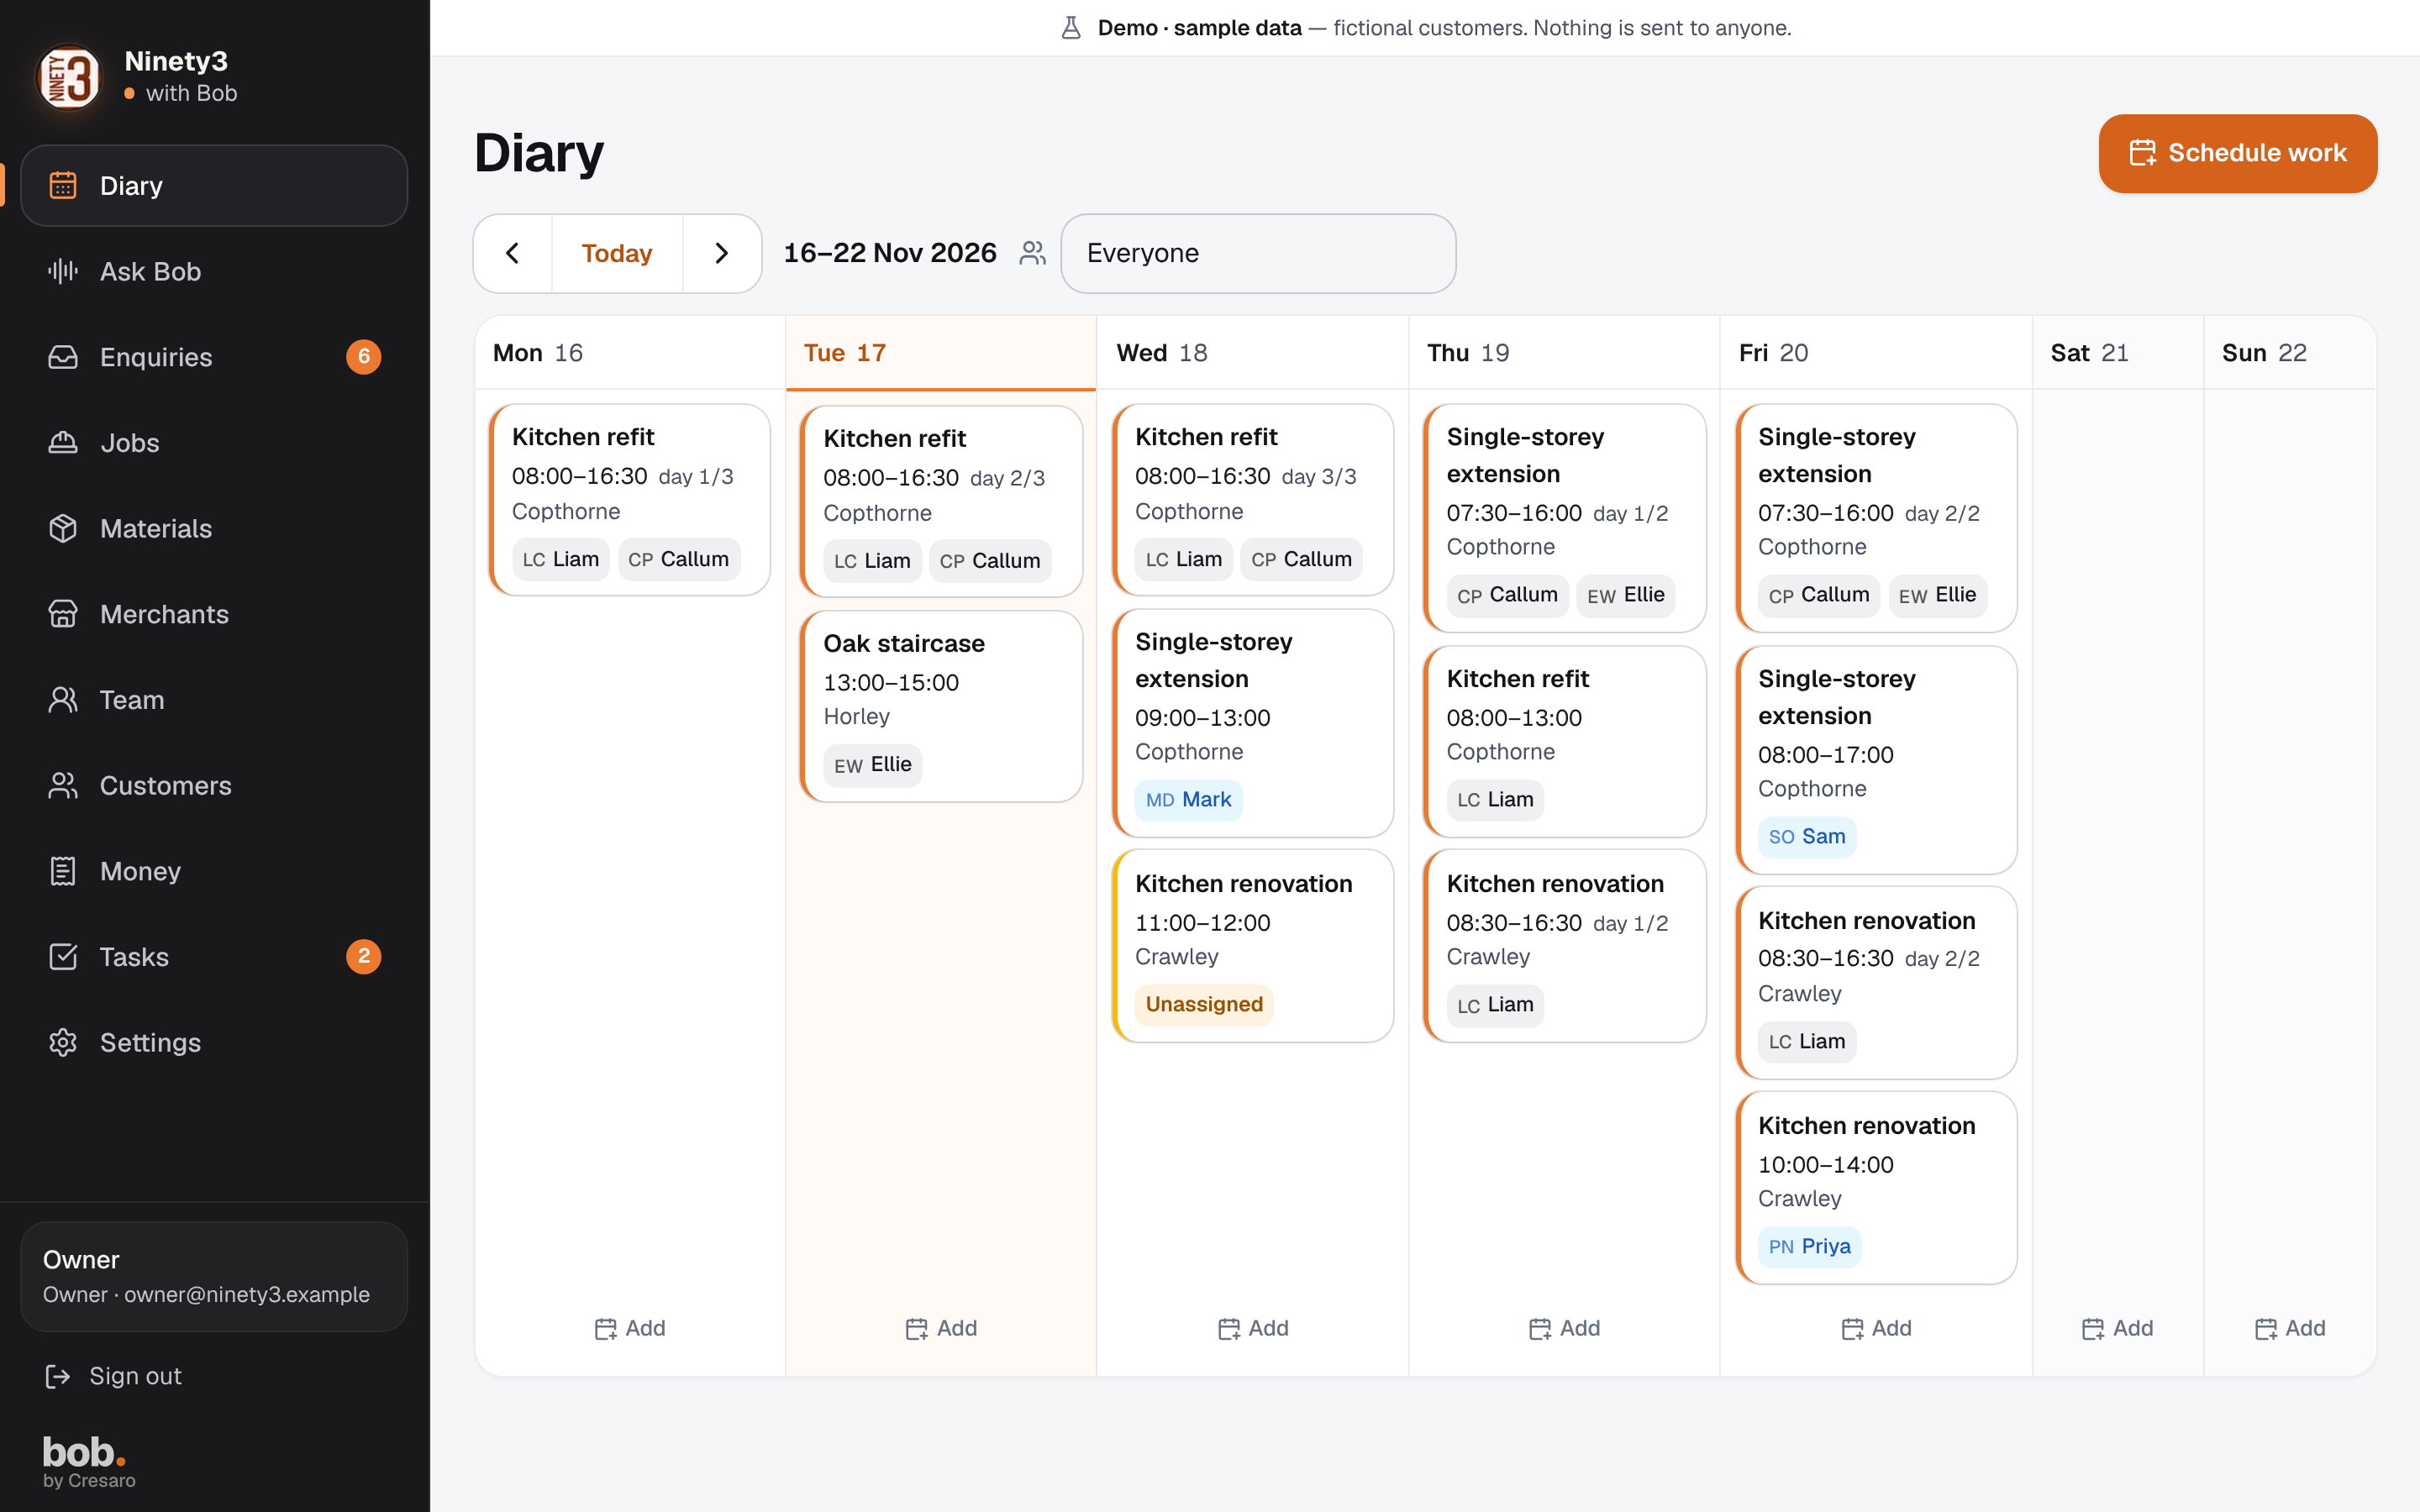 NINETY 3
Ninety3
with Bob
Diary
Ask Bob
Enquiries 6
Jobs
Materials
Merchants
Team
Customers
Money
Tasks 2
Settings
Owner
Owner · owner@ninety3.example
Sign out
bob.
by Cresaro
Demo · sample data — fictional customers. Nothing is sent to anyone.
Diary
Schedule work
Today
16–22 Nov 2026
Everyone
Mon 16
Kitchen refit
08:00–16:30 day 1/3
Copthorne
LC Liam CP Callum
Add
Tue 17
Kitchen refit
08:00–16:30 day 2/3
Copthorne
LC Liam CP Callum
Oak staircase
13:00–15:00
Horley
EW Ellie
Add
Wed 18
Kitchen refit
08:00–16:30 day 3/3
Copthorne
LC Liam CP Callum
Single-storey
extension
09:00–13:00
Copthorne
MD Mark
Kitchen renovation
11:00–12:00
Crawley
Unassigned
Add
Thu 19
Single-storey
extension
07:30–16:00 day 1/2
Copthorne
CP Callum EW Ellie
Kitchen refit
08:00–13:00
Copthorne
LC Liam
Kitchen renovation
08:30–16:30 day 1/2
Crawley
LC Liam
Add
Fri 20
Single-storey
extension
07:30–16:00 day 2/2
Copthorne
CP Callum EW Ellie
Single-storey
extension
08:00–17:00
Copthorne
SO Sam
Kitchen renovation
08:30–16:30 day 2/2
Crawley
LC Liam
Kitchen renovation
10:00–14:00
Crawley
PN Priya
Add
Sat 21
Add
Sun 22
Add